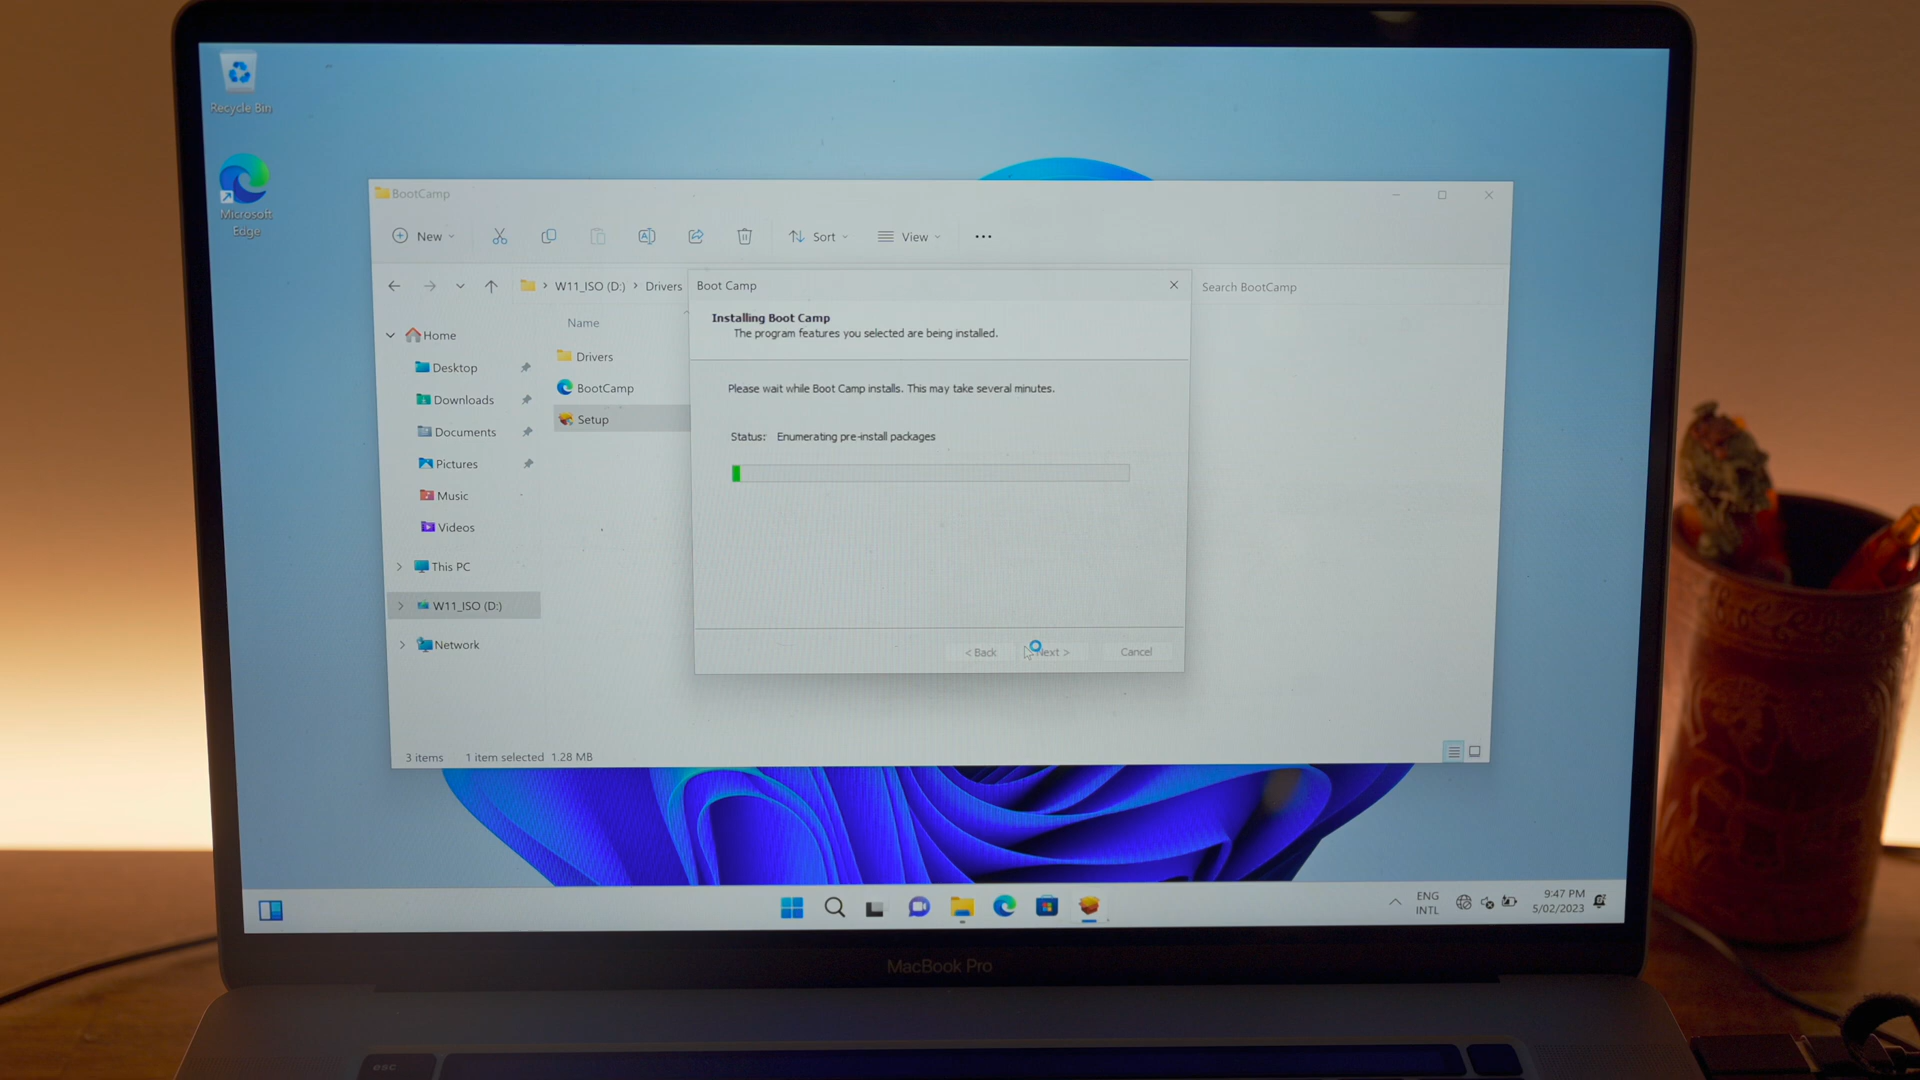 Recycle Bin
Microsoft
Edge
BootCamp
New
Sort
View
W11_ISO (D:) > Drivers
Search BootCamp
Home
Desktop
Downloads
Documents
Pictures
Music
Videos
This PC
W11_ISO (D:)
Network
Name
Drivers
BootCamp
Setup
Boot Camp
Installing Boot Camp
The program features you selected are being installed.
Please wait while Boot Camp installs. This may take several minutes.
Status: Enumerating pre-install packages
< Back
Next >
Cancel
3 items 1 item selected 1.28 MB
ENG
INTL
9:47 PM
5/02/2023
MacBook Pro
esc